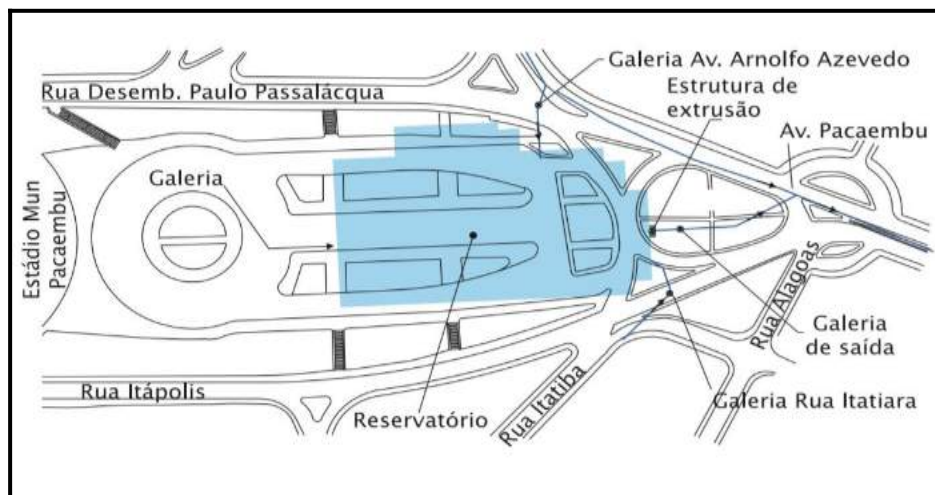 Galeria Av. Arnolfo Azevedo
Rua Desemb. Paulo Passalácqua
Estrutura de
extrusão
Av. Pacaembu
Galeria
Estádio Mun
Pacaembu
Rua Alagoas
Galeria
de saída
Rua Itápolis
Reservatório
Rua Itatiba
Galeria Rua Itatiara